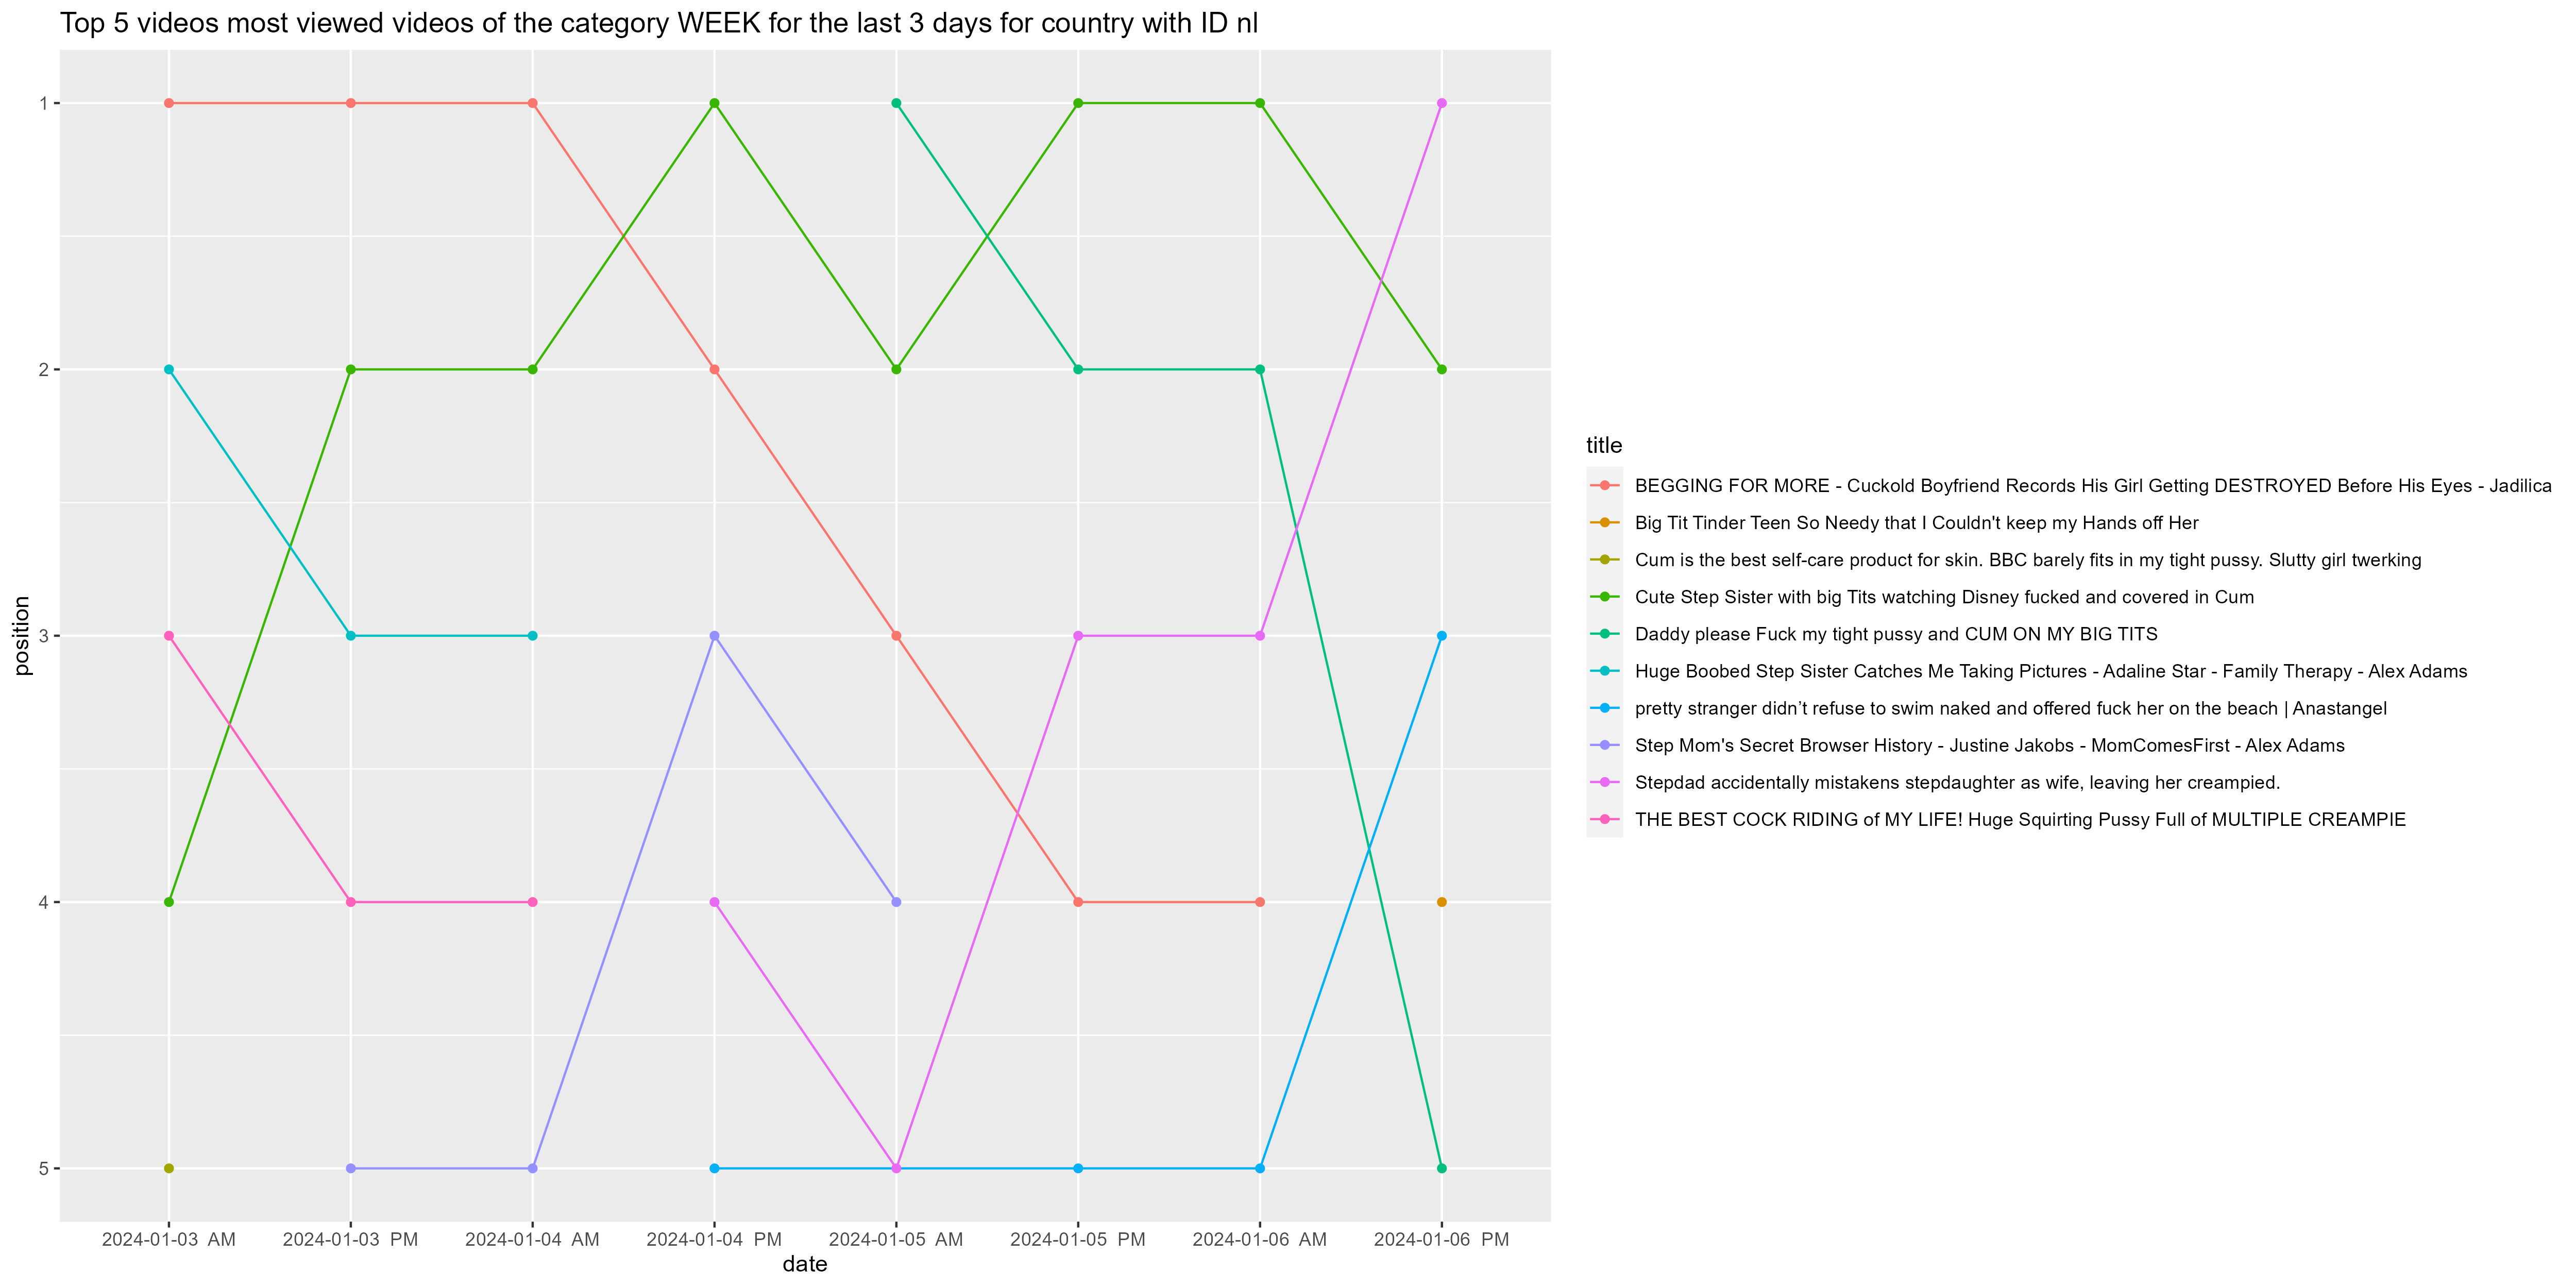 Top 5 videos most viewed videos of the category WEEK for the last 3 days for country with ID nl
position
1
2
3
4
5
2024-01-03 AM
2024-01-03 PM
2024-01-04 AM
2024-01-04 PM
2024-01-05 AM
2024-01-05 PM
2024-01-06 AM
2024-01-06 PM
date
title
BEGGING FOR MORE - Cuckold Boyfriend Records His Girl Getting DESTROYED Before His Eyes - Jadilica
Big Tit Tinder Teen So Needy that I Couldn't keep my Hands off Her
Cum is the best self-care product for skin. BBC barely fits in my tight pussy. Slutty girl twerking
Cute Step Sister with big Tits watching Disney fucked and covered in Cum
Daddy please Fuck my tight pussy and CUM ON MY BIG TITS
Huge Boobed Step Sister Catches Me Taking Pictures - Adaline Star - Family Therapy - Alex Adams
pretty stranger didn’t refuse to swim naked and offered fuck her on the beach | Anastangel
Step Mom's Secret Browser History - Justine Jakobs - MomComesFirst - Alex Adams
Stepdad accidentally mistakens stepdaughter as wife, leaving her creampied.
THE BEST COCK RIDING of MY LIFE! Huge Squirting Pussy Full of MULTIPLE CREAMPIE